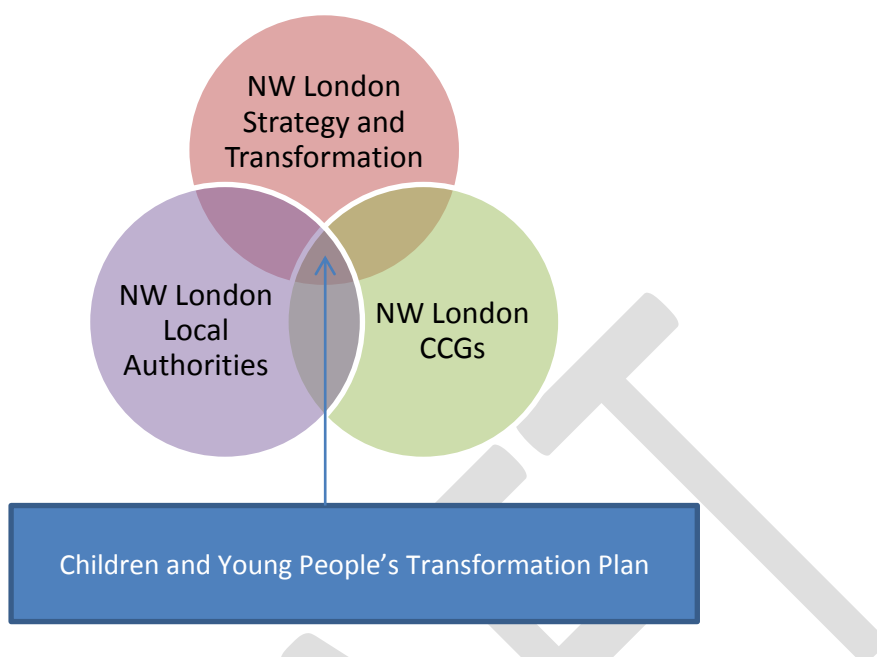 NW London
Strategy and
Transformation
NW London
Local
Authorities
NW London
CCGs
Children and Young People’s Transformation Plan